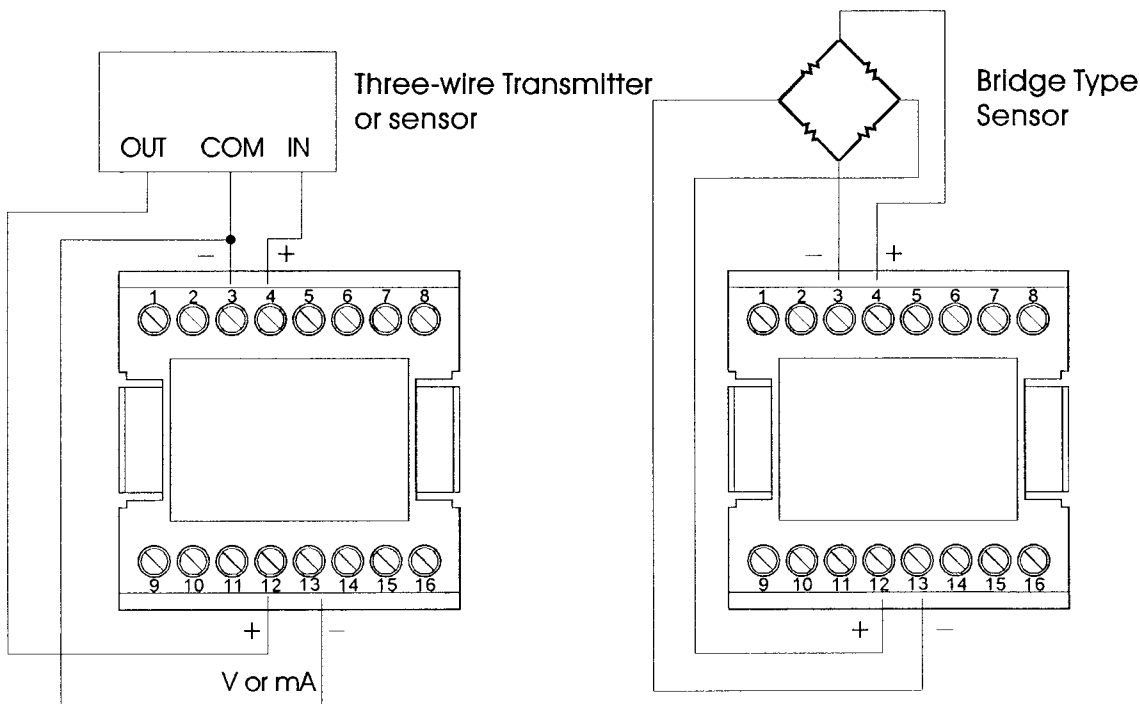 Three-wire Transmitter
or sensor
OUT COM IN
− +
1 2 3 4 5 6 7 8
9 10 11 12 13 14 15 16
+ −
V or mA
Bridge Type
Sensor
− +
1 2 3 4 5 6 7 8
9 10 11 12 13 14 15 16
+ −